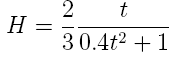 H = \frac{2}{3} \frac{t}{0.4t^2 + 1}